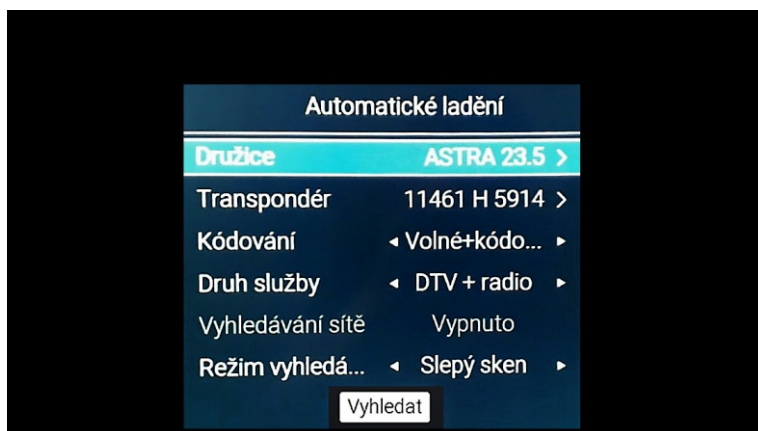 Automatické ladění
Družice ASTRA 23.5 >
Transpondér 11461 H 5914 >
Kódování ◂ Volné+kódo... ▸
Druh služby ◂ DTV + radio ▸
Vyhledávání sítě Vypnuto
Režim vyhledá... ◂ Slepý sken ▸
Vyhledat